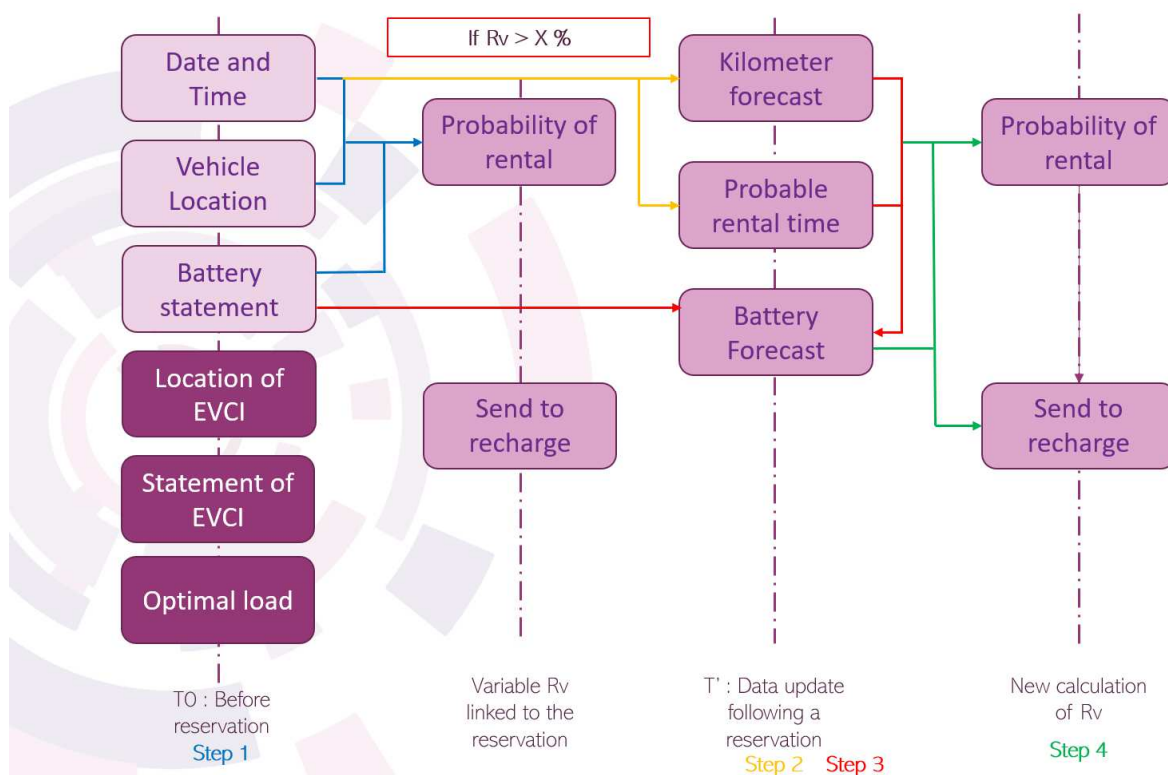 If Rv > X %
Date and
Time
Vehicle
Location
Battery
statement
Location of
EVCI
Statement of
EVCI
Optimal load
T0 : Before
reservation
Step 1
Probability of
rental
Send to
recharge
Variable Rv
linked to the
reservation
Kilometer
forecast
Probable
rental time
Battery
Forecast
T' : Data update
following a
reservation
Step 2 Step 3
Probability of
rental
Send to
recharge
New calculation
of Rv
Step 4